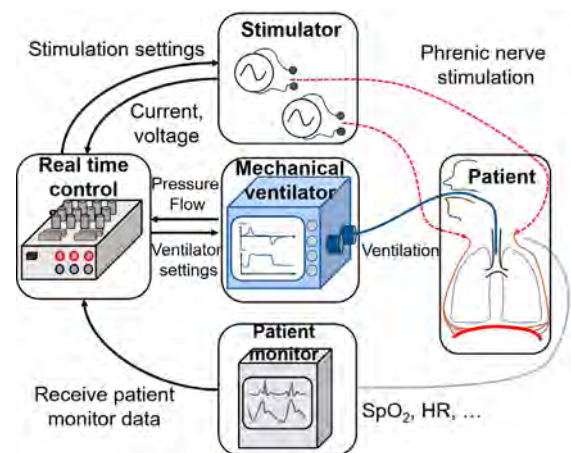 Stimulation settings
Stimulator
Phrenic nerve
stimulation
Current,
voltage
Real time
control
Pressure
Flow
Ventilator
settings
Mechanical
ventilator
Ventilation
Patient
Patient
monitor
Receive patient
monitor data
SpO₂, HR, ...